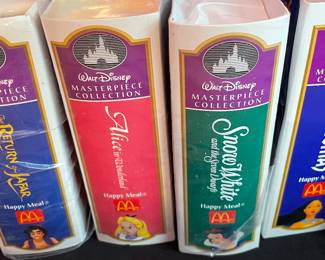 WALT DISNEY
MASTERPIECE
COLLECTION
The
RETURN of JAFAR
Happy Meal®
WALT DISNEY
MASTERPIECE
COLLECTION
Alice in Wonderland
Happy Meal®
WALT DISNEY
MASTERPIECE
COLLECTION
Snow White
and the Seven Dwarfs
Happy Meal®